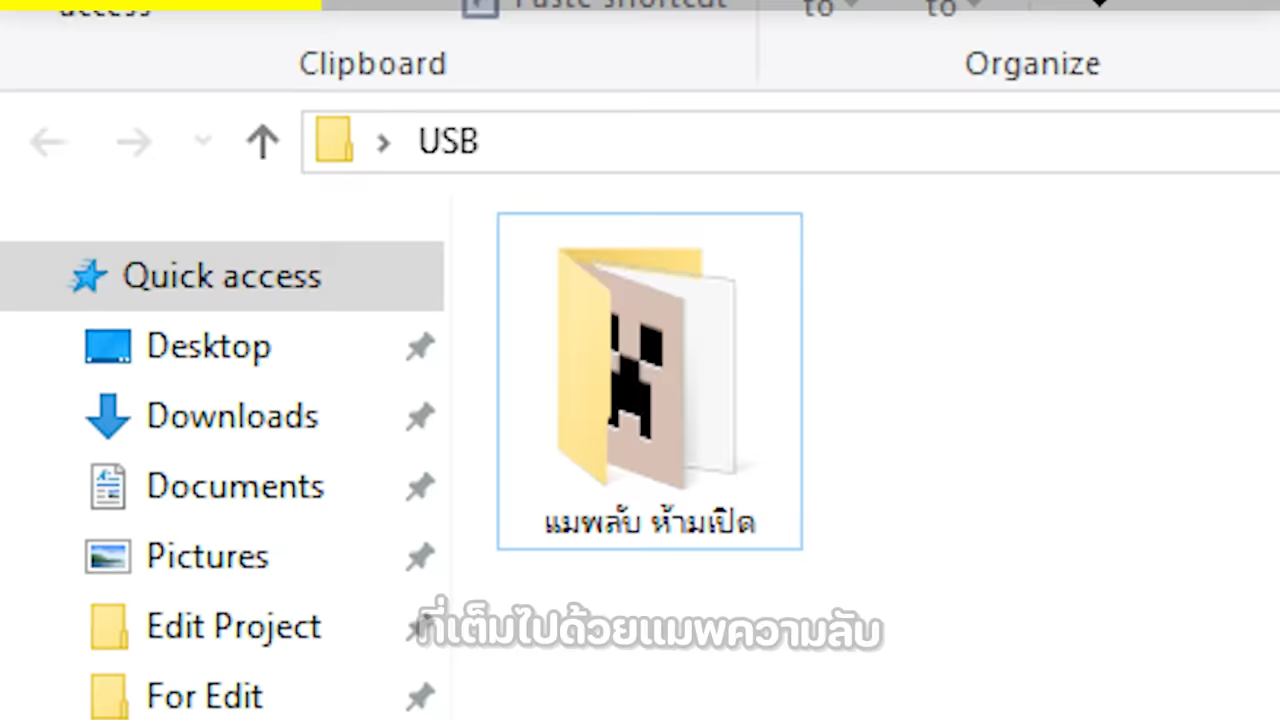 access
Paste shortcut
to
to
Clipboard
Organize
USB
Quick access
Desktop
Downloads
Documents
Pictures
Edit Project
For Edit
แมพลับ ห้ามเปิด
ที่เต็มไปด้วยแมพความลับ